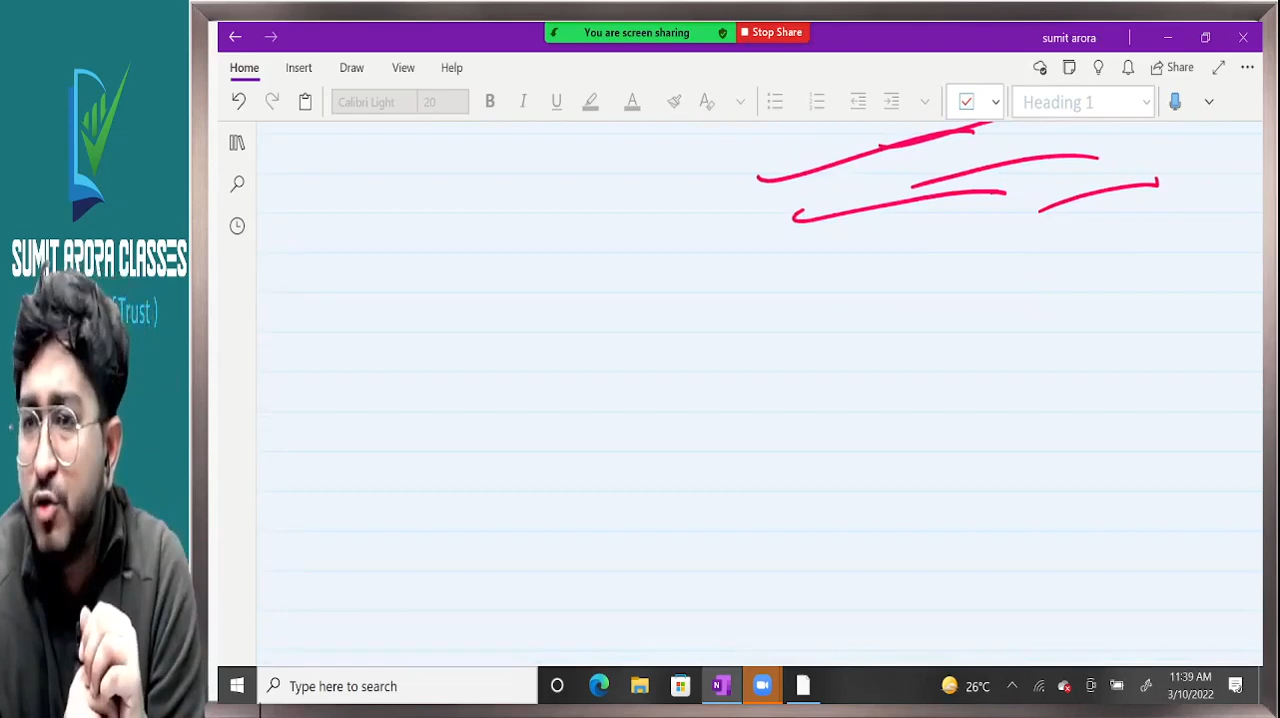 You are screen sharing
Stop Share
sumit arora
Home Insert Draw View Help
Share
Calibri Light 20 B I U A A
Heading 1
SUMIT ARORA CLASSES
Trust )
Type here to search
26°C
11:39 AM
3/10/2022